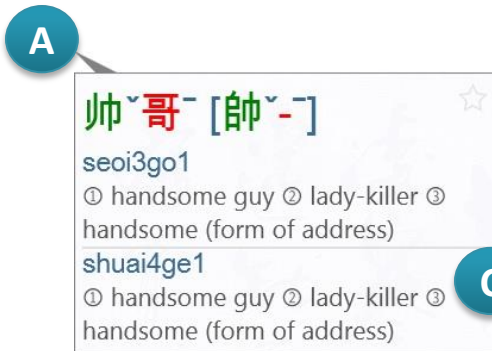 A
帅ˇ哥ˉ [帥ˇ-ˉ]
seoi3go1
① handsome guy ② lady-killer ③
handsome (form of address)
shuai4ge1
① handsome guy ② lady-killer ③
handsome (form of address)